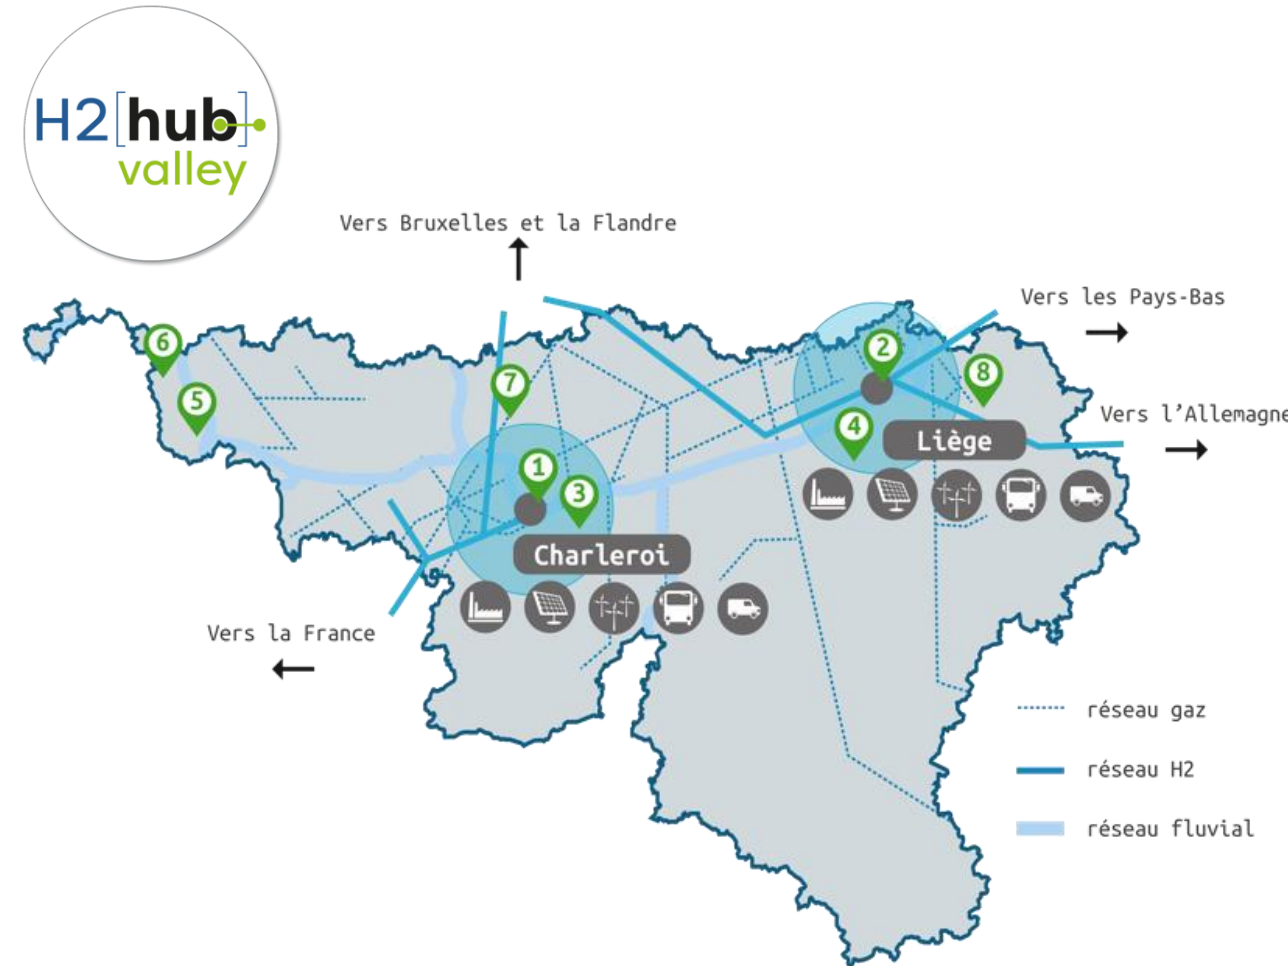 H2[hub]
valley
Vers Bruxelles et la Flandre
Vers les Pays-Bas
6
2
7
8
5
Vers l'Allemagne
4
Liège
1
3
Charleroi
Vers la France
réseau gaz
réseau H2
réseau fluvial